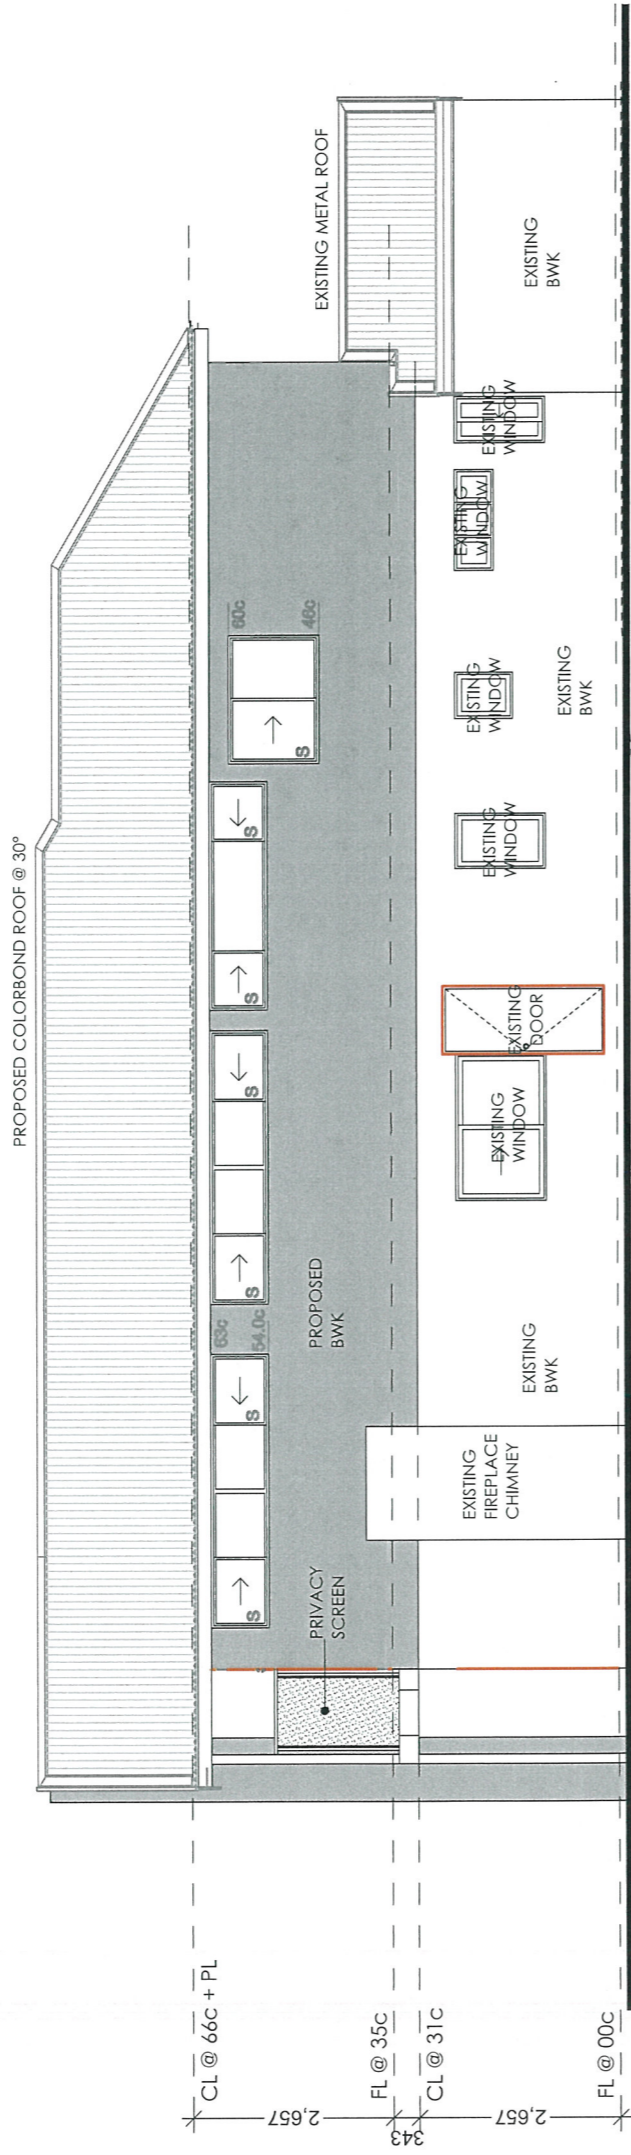 PROPOSED COLORBOND ROOF @ 30°
EXISTING METAL ROOF
CL @ 66c + PL
2,657
63c
54.0c
60c
46c
S
S
S
S
S
S
S
PRIVACY
SCREEN
PROPOSED
BWK
FL @ 35c
343
CL @ 31c
2,657
FL @ 00c
EXISTING
FIREPLACE
CHIMNEY
EXISTING
BWK
EXISTING
WINDOW
EXISTING
DOOR
EXISTING
WINDOW
EXISTING
WINDOW
EXISTING
BWK
EXISTING
WINDOW
EXISTING
WINDOW
EXISTING
BWK